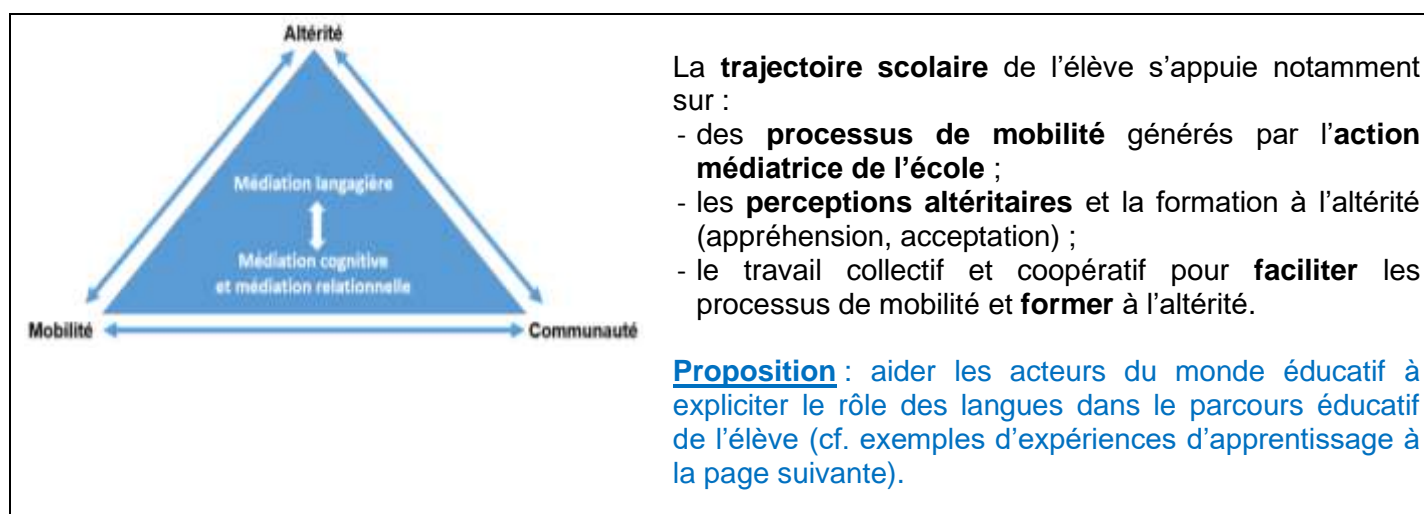 Altérité
Médiation langagière
Médiation cognitive
et médiation relationnelle
Mobilité
Communauté
La trajectoire scolaire de l’élève s’appuie notamment
sur :
- des processus de mobilité générés par l’action
médiatrice de l’école ;
- les perceptions altéritaires et la formation à l’altérité
(appréhension, acceptation) ;
- le travail collectif et coopératif pour faciliter les
processus de mobilité et former à l’altérité.
Proposition : aider les acteurs du monde éducatif à
expliciter le rôle des langues dans le parcours éducatif
de l’élève (cf. exemples d’expériences d’apprentissage à
la page suivante).